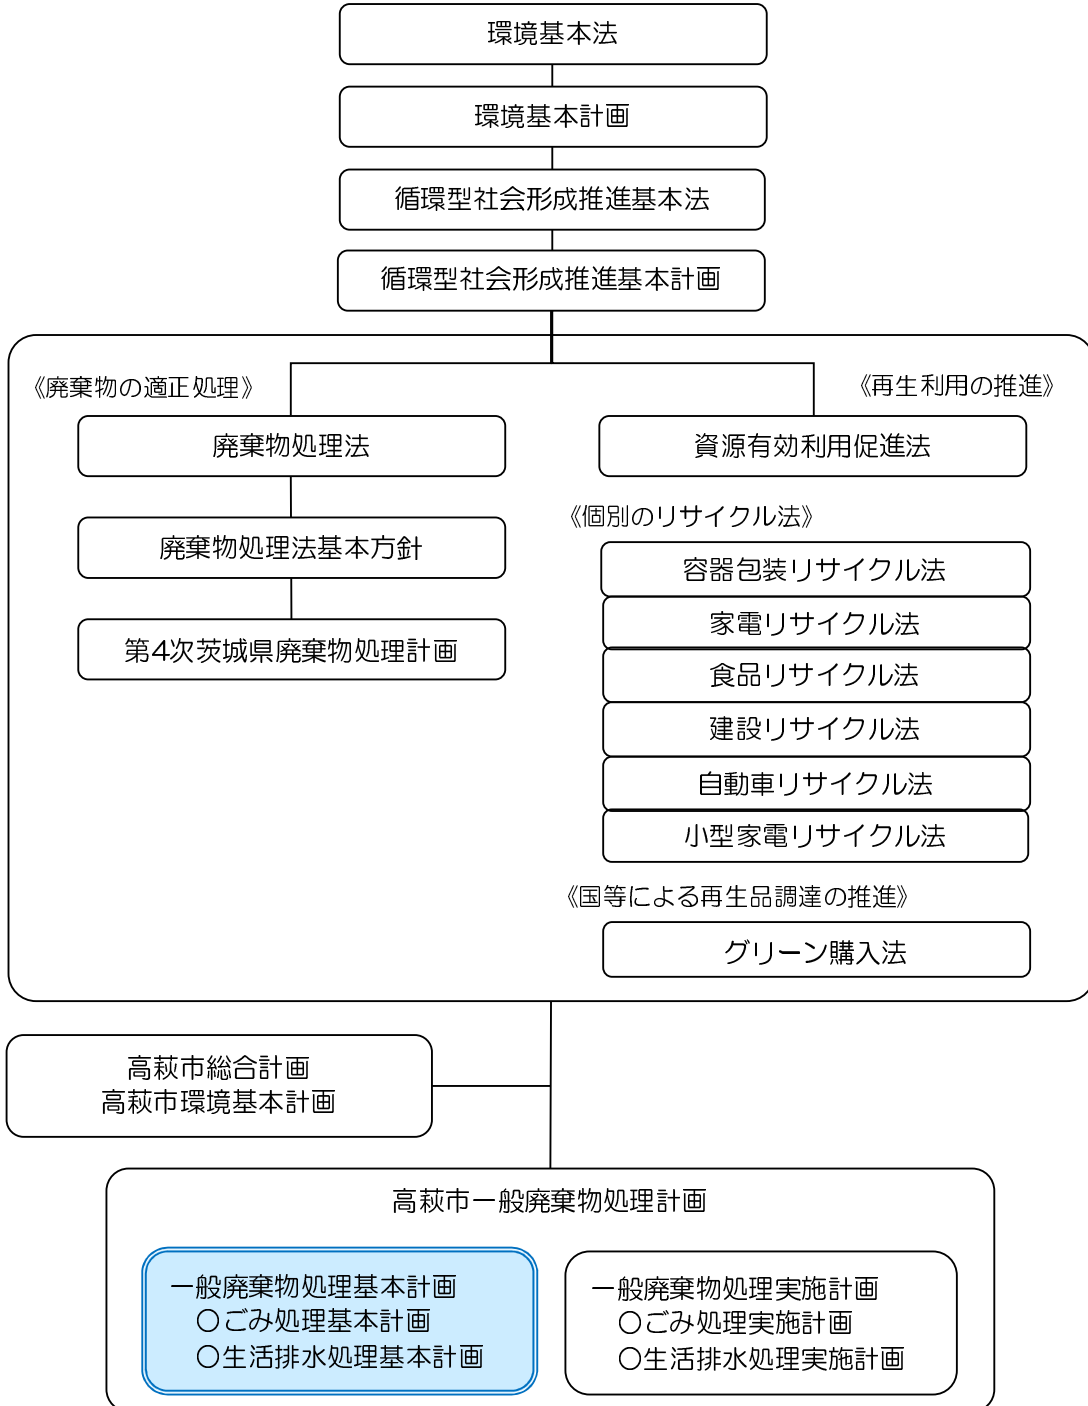 環境基本法
環境基本計画
循環型社会形成推進基本法
循環型社会形成推進基本計画
《廃棄物の適正処理》
《再生利用の推進》
廃棄物処理法
資源有効利用促進法
廃棄物処理法基本方針
第4次茨城県廃棄物処理計画
《個別のリサイクル法》
容器包装リサイクル法
家電リサイクル法
食品リサイクル法
建設リサイクル法
自動車リサイクル法
小型家電リサイクル法
《国等による再生品調達の推進》
グリーン購入法
高萩市総合計画
高萩市環境基本計画
高萩市一般廃棄物処理計画
一般廃棄物処理基本計画
〇ごみ処理基本計画
〇生活排水処理基本計画
一般廃棄物処理実施計画
〇ごみ処理実施計画
〇生活排水処理実施計画